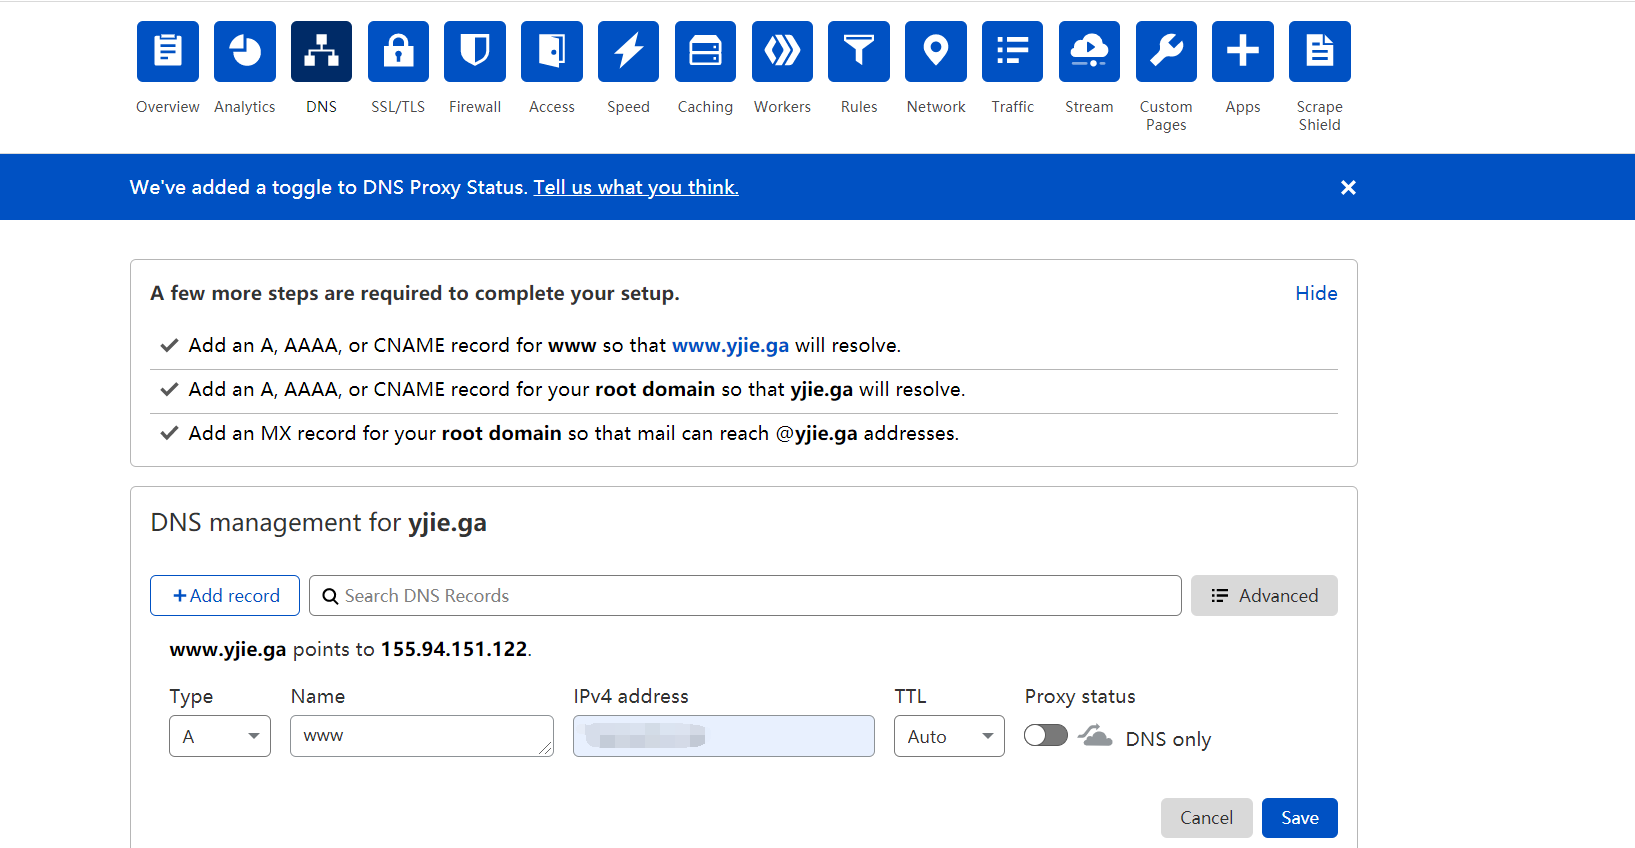 Overview Analytics DNS SSL/TLS Firewall Access Speed Caching Workers Rules Network Traffic Stream Custom Pages Apps Scrape Shield
We've added a toggle to DNS Proxy Status. Tell us what you think.
A few more steps are required to complete your setup. Hide
Add an A, AAAA, or CNAME record for www so that www.yjie.ga will resolve.
Add an A, AAAA, or CNAME record for your root domain so that yjie.ga will resolve.
Add an MX record for your root domain so that mail can reach @yjie.ga addresses.
DNS management for yjie.ga
+Add record Search DNS Records Advanced
www.yjie.ga points to 155.94.151.122.
Type Name IPv4 address TTL Proxy status
A www Auto DNS only
Cancel Save